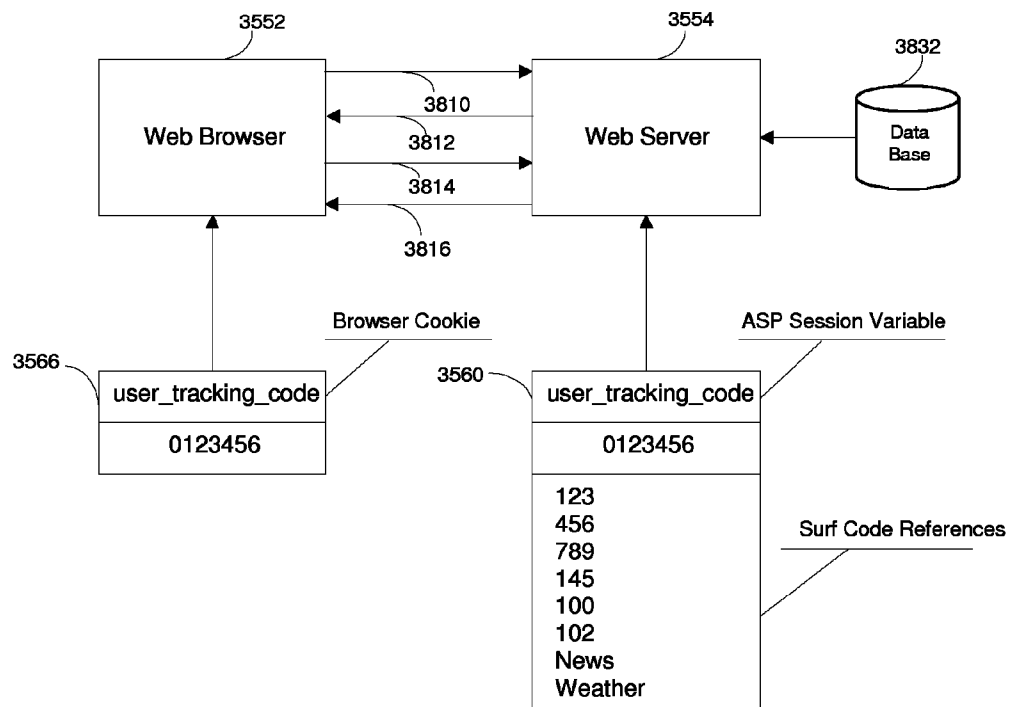 3552
3554
3832
Web Browser
3810
3812
3814
3816
Web Server
Data
Base
Browser Cookie
ASP Session Variable
3566
user_tracking_code
0123456
3560
user_tracking_code
0123456
123
456
789
145
100
102
News
Weather
Surf Code References